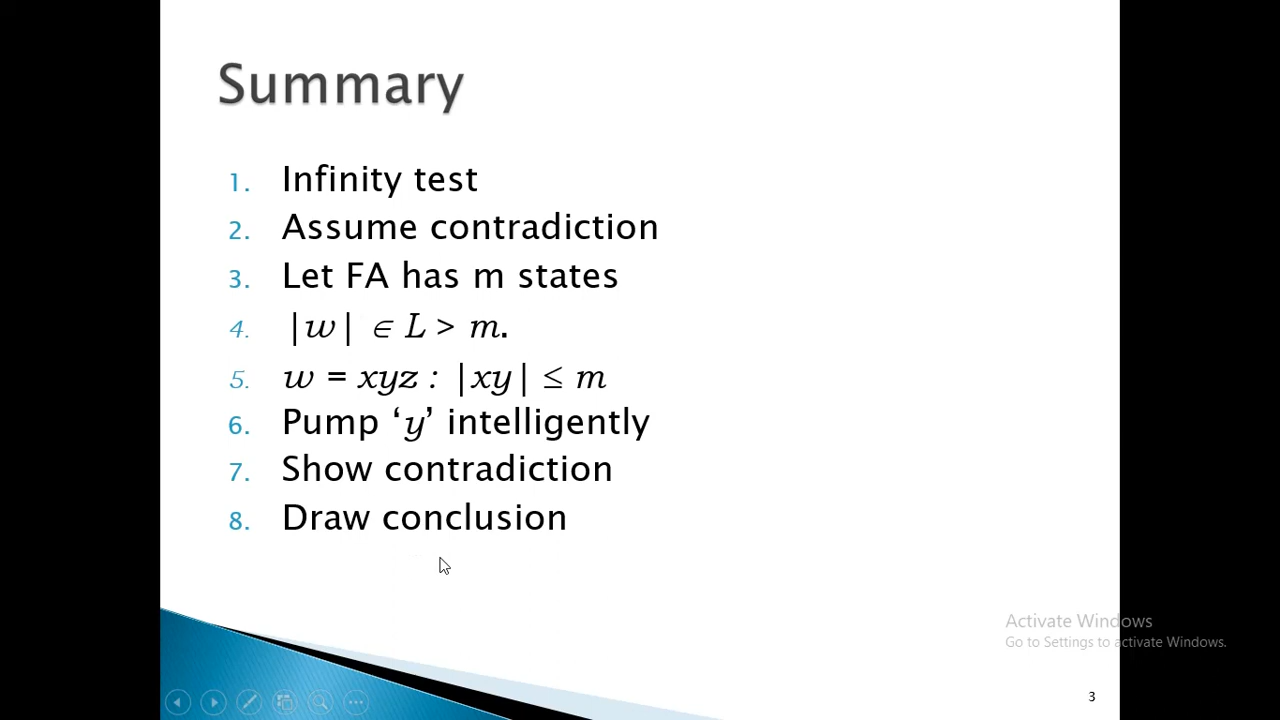 Summary
1. Infinity test
2. Assume contradiction
3. Let FA has m states
4. |w| ∈ L > m.
5. w = xyz : |xy| ≤ m
6. Pump ‘y’ intelligently
7. Show contradiction
8. Draw conclusion
Activate Windows
Go to Settings to activate Windows.
3